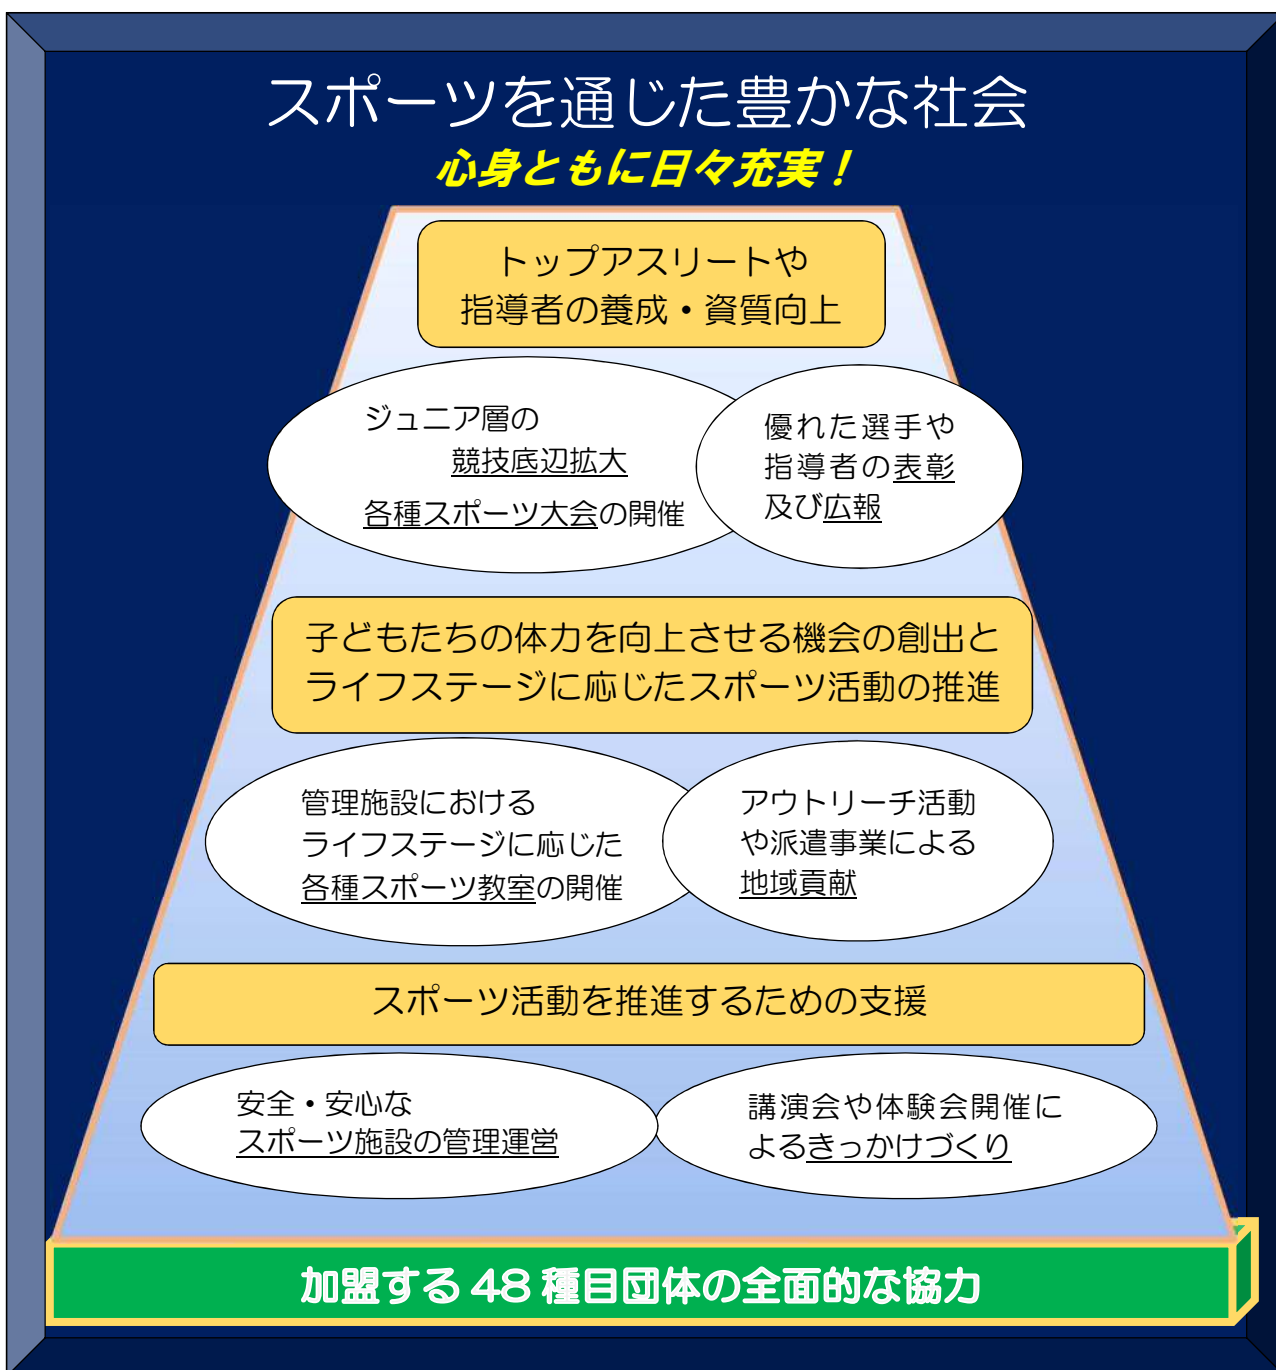 スポーツを通じた豊かな社会
心身ともに日々充実！
トップアスリートや
指導者の養成・資質向上
ジュニア層の
競技底辺拡大
各種スポーツ大会の開催
優れた選手や
指導者の表彰
及び広報
子どもたちの体力を向上させる機会の創出と
ライフステージに応じたスポーツ活動の推進
管理施設における
ライフステージに応じた
各種スポーツ教室の開催
アウトリーチ活動
や派遣事業による
地域貢献
スポーツ活動を推進するための支援
安全・安心な
スポーツ施設の管理運営
講演会や体験会開催に
よるきっかけづくり
加盟する 48 種目団体の全面的な協力